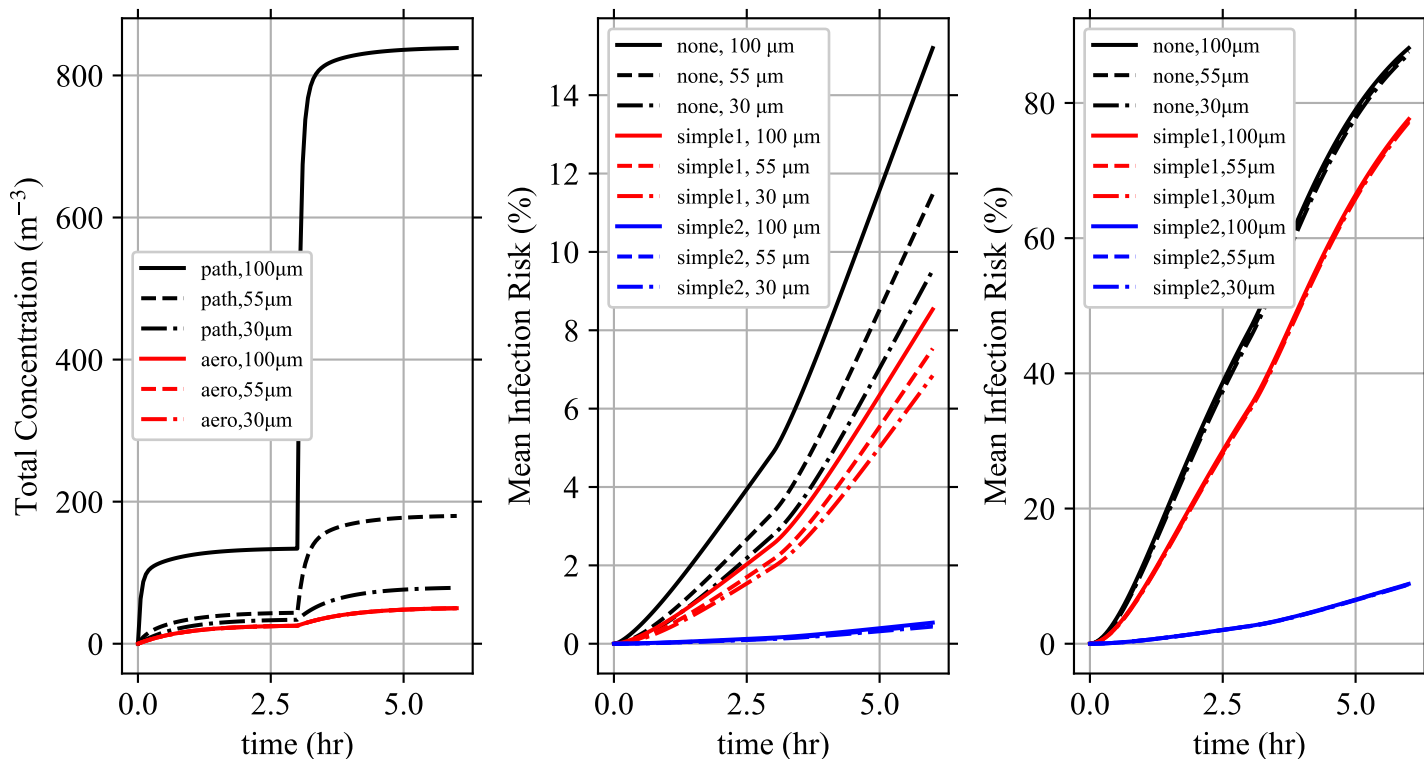 Total Concentration (m⁻³)
800
600
400
200
0
path,100μm
path,55μm
path,30μm
aero,100μm
aero,55μm
aero,30μm
0.0 2.5 5.0
time (hr)
Mean Infection Risk (%)
14
12
10
8
6
4
2
0
none, 100 μm
none, 55 μm
none, 30 μm
simple1, 100 μm
simple1, 55 μm
simple1, 30 μm
simple2, 100 μm
simple2, 55 μm
simple2, 30 μm
0.0 2.5 5.0
time (hr)
Mean Infection Risk (%)
80
60
40
20
0
none,100μm
none,55μm
none,30μm
simple1,100μm
simple1,55μm
simple1,30μm
simple2,100μm
simple2,55μm
simple2,30μm
0.0 2.5 5.0
time (hr)